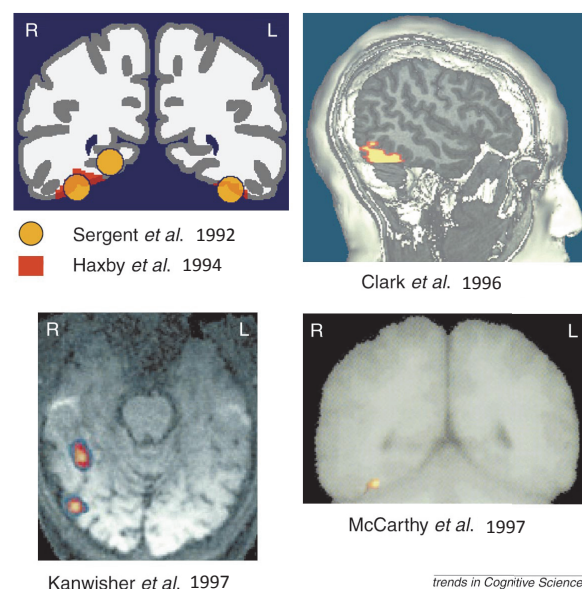 R L
Sergent et al. 1992
Haxby et al. 1994
Clark et al. 1996
R L
Kanwisher et al. 1997
R L
McCarthy et al. 1997
trends in Cognitive Science